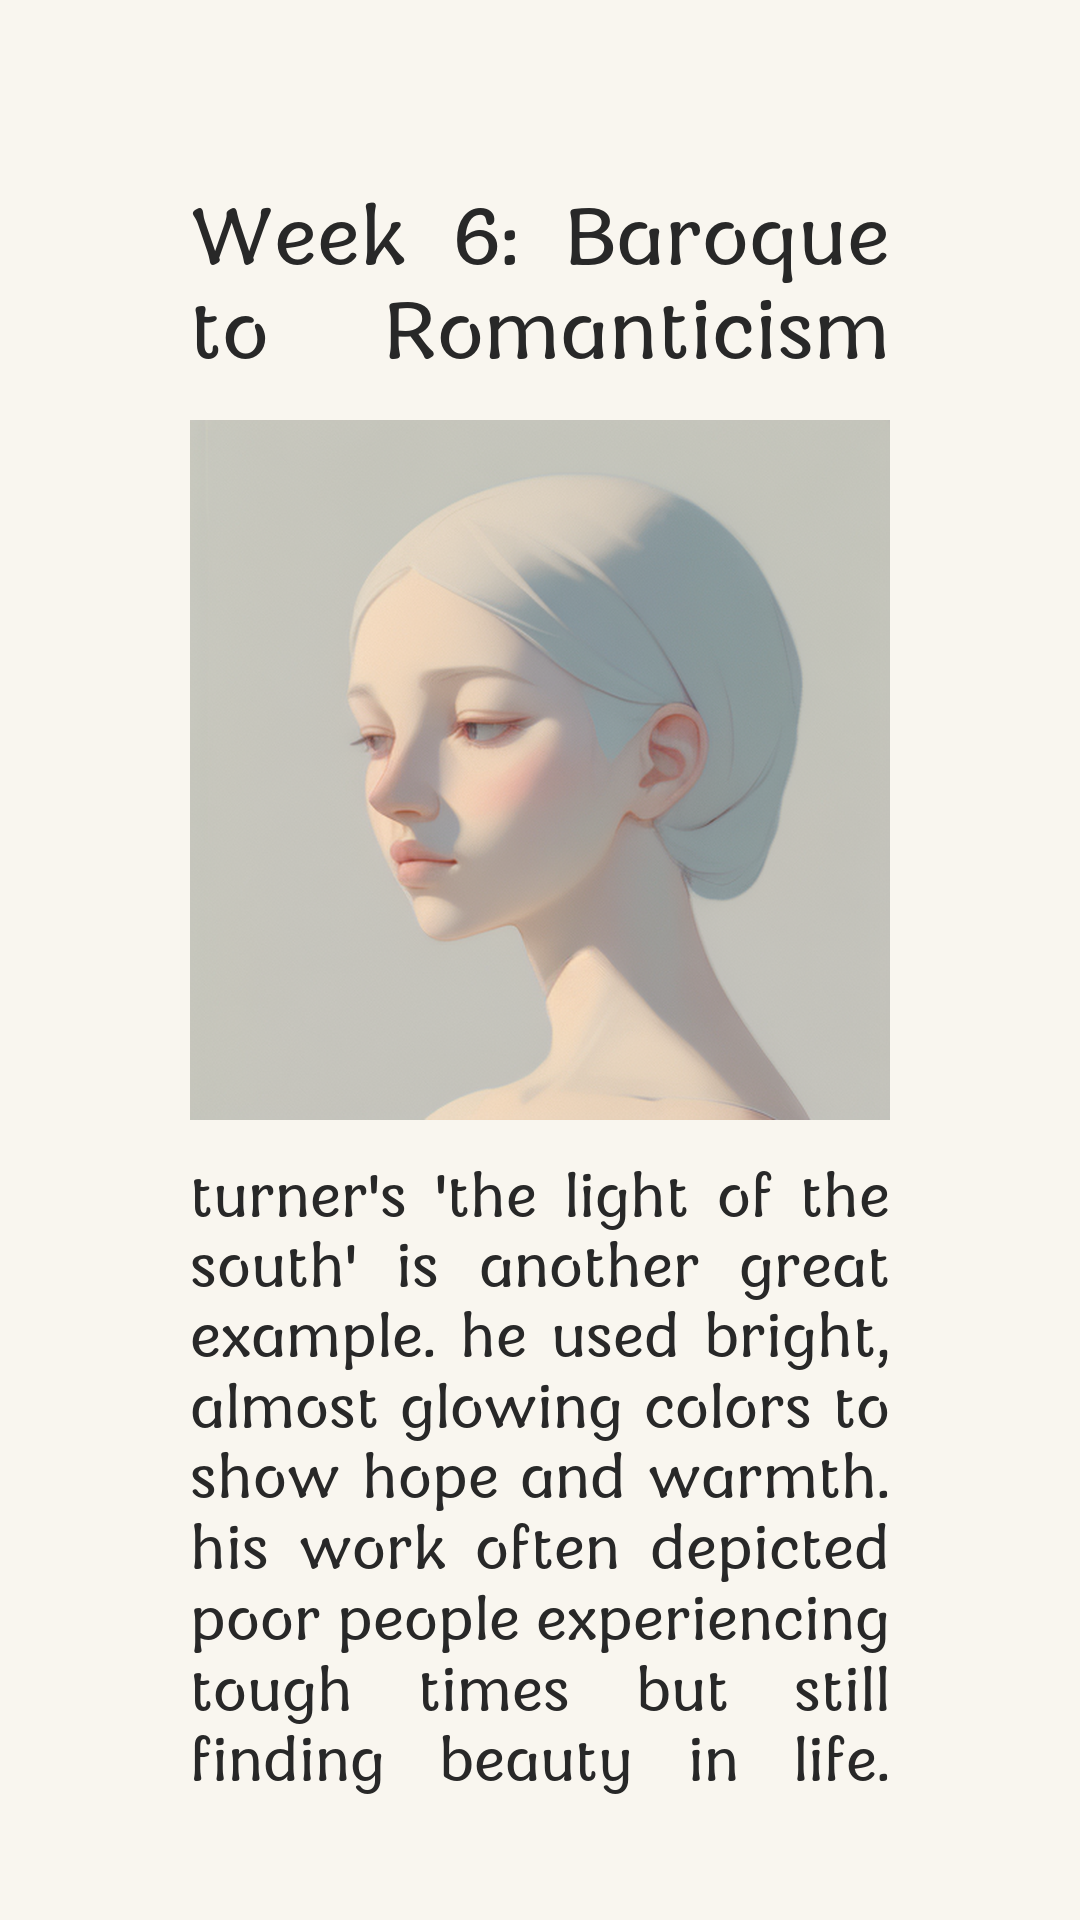 Week 6: Baroque
to Romanticism
turner's 'the light of the
south' is another great
example. he used bright,
almost glowing colors to
show hope and warmth.
his work often depicted
poor people experiencing
tough times but still
finding beauty in life.